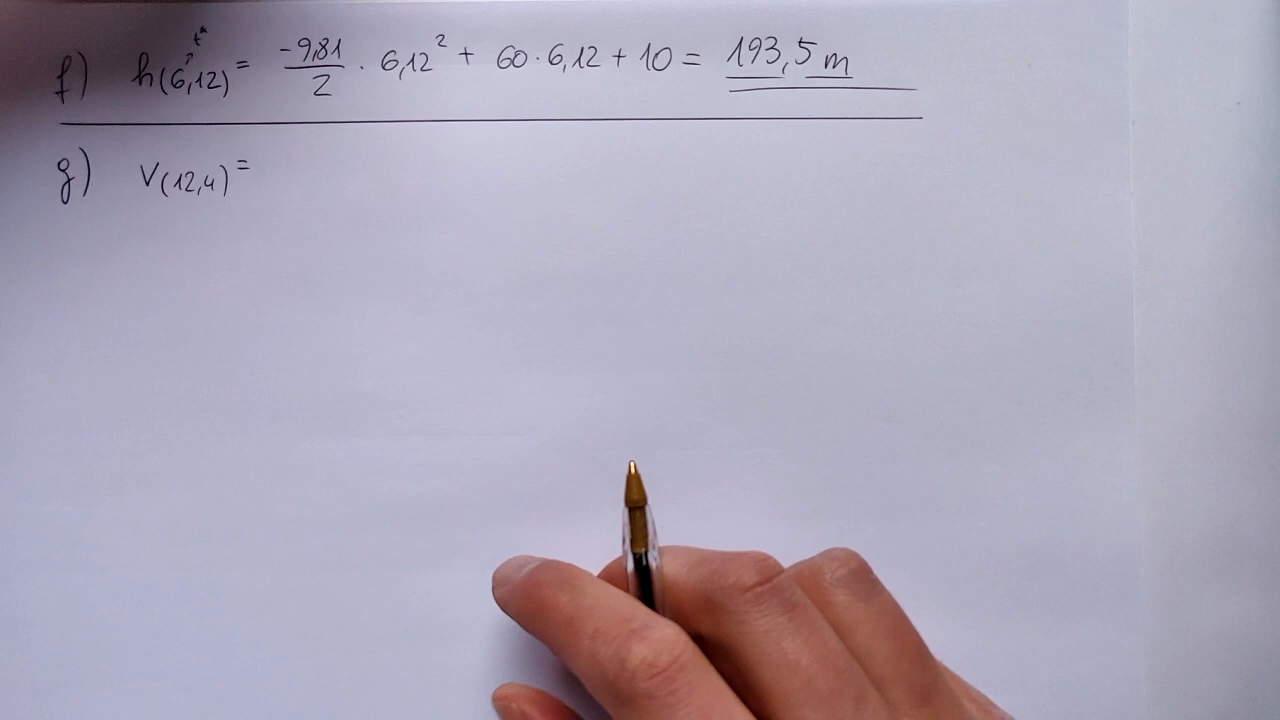 t*
f) h(6,12) = -9,81/2 · 6,12² + 60·6,12 + 10 = 193,5 m
g) v(12,4) =